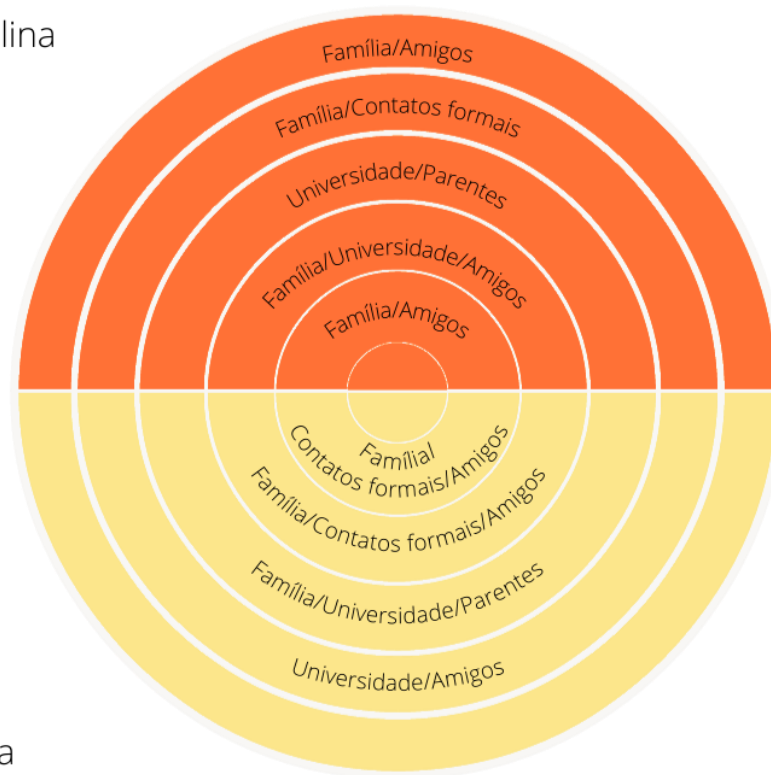 lina
Família/Amigos
Família/Contatos formais
Universidade/Parentes
Família/Universidade/Amigos
Família/Amigos
Família/
Contatos formais/Amigos
Família/Contatos formais/Amigos
Família/Universidade/Parentes
Universidade/Amigos
a